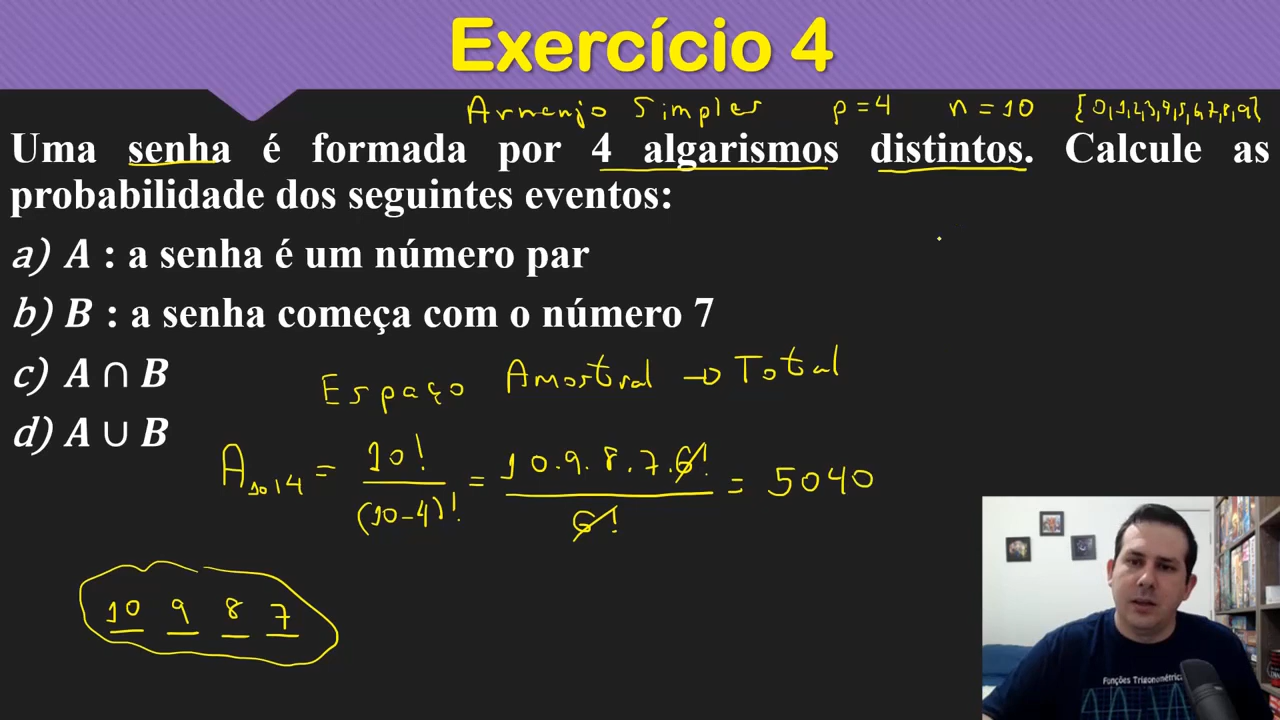 Exercício 4
Arranjo Simples p=4 n=10 {0,1,2,3,4,5,6,7,8,9}
Uma senha é formada por 4 algarismos distintos. Calcule as
probabilidade dos seguintes eventos:
a) A : a senha é um número par
b) B : a senha começa com o número 7
c) A ∩ B
Espaço Amostral → Total
d) A ∪ B
A10,4 = 10! / (10-4)! = 10.9.8.7.6! / 6! = 5040
10 9 8 7
Funções Trigonométric